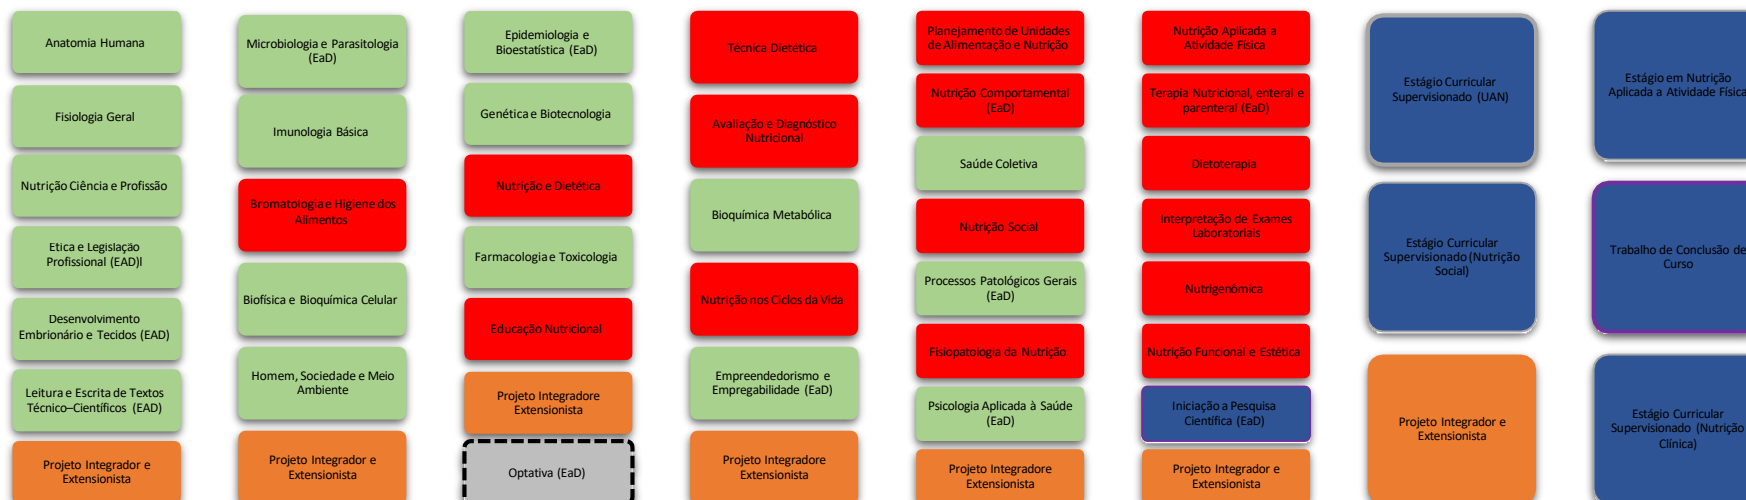 Anatomia Humana
Fisiologia Geral
Nutrição Ciência e Profissão
Etica e Legislação
Profissional (EAD)l
Desenvolvimento
Embrionário e Tecidos (EAD)
Leitura e Escrita de Textos
Técnico–Científicos (EAD)
Projeto Integrador e
Extensionista
Microbiologia e Parasitologia
(EaD)
Imunologia Básica
Bromatologia e Higiene dos
Alimentos
Biofísica e Bioquímica Celular
Homem, Sociedade e Meio
Ambiente
Projeto Integrador e
Extensionista
Epidemiologia e
Bioestatística (EaD)
Genética e Biotecnologia
Nutrição e Dietética
Farmacologia e Toxicologia
Educação Nutricional
Projeto Integradore
Extensionista
Optativa (EaD)
Técnica Dietética
Avaliação e Diagnóstico
Nutricional
Bioquímica Metabólica
Nutrição nos Ciclos da Vida
Empreendedorismo e
Empregabilidade (EaD)
Projeto Integradore
Extensionista
Planejamento de Unidades
de Alimentação e Nutrição
Nutrição Comportamental
(EaD)
Saúde Coletiva
Nutrição Social
Processos Patológicos Gerais
(EaD)
Fisiopatologia da Nutrição
Psicologia Aplicada à Saúde
(EaD)
Projeto Integradore
Extensionista
Nutrição Aplicada a
Atividade Física
Terapia Nutricional, enteral e
parenteral (EaD)
Dietoterapia
Interpretação de Exames
Laboratoriais
Nutrigenômica
Nutrição Funcional e Estética
Iniciação a Pesquisa
Científica (EaD)
Projeto Integrador e
Extensionista
Estágio Curricular
Supervisionado (UAN)
Estágio Curricular
Supervisionado (Nutrição
Social)
Projeto Integrador e
Extensionista
Estágio em Nutrição
Aplicada a Atividade Física
Trabalho de Conclusão de
Curso
Estágio Curricular
Supervisionado (Nutrição
Clínica)